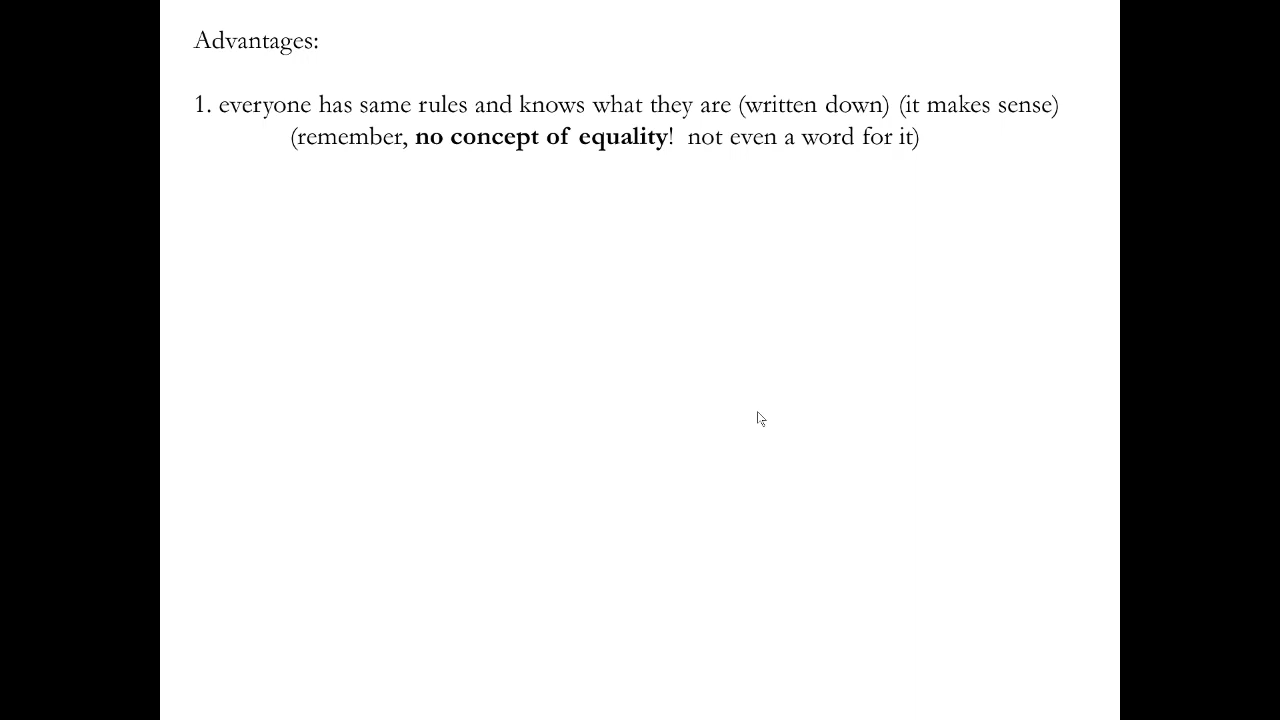 Advantages:
1. everyone has same rules and knows what they are (written down) (it makes sense)
(remember, no concept of equality!  not even a word for it)